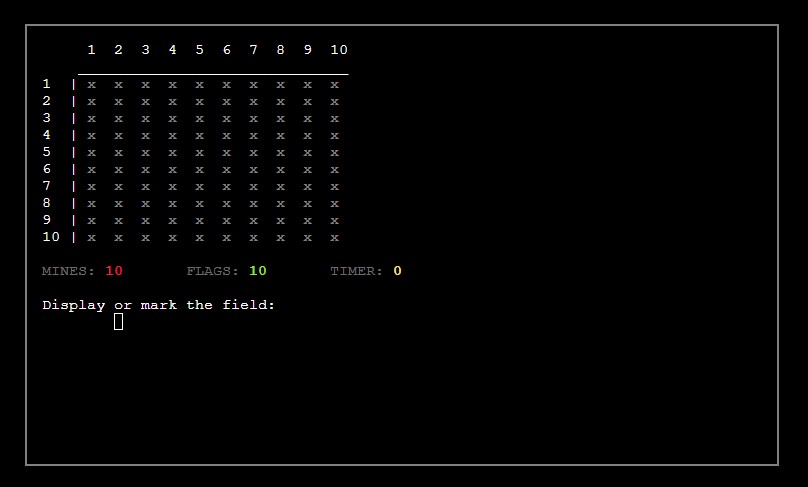 1 2 3 4 5 6 7 8 9 10
1 | x x x x x x x x x x
2 | x x x x x x x x x x
3 | x x x x x x x x x x
4 | x x x x x x x x x x
5 | x x x x x x x x x x
6 | x x x x x x x x x x
7 | x x x x x x x x x x
8 | x x x x x x x x x x
9 | x x x x x x x x x x
10 | x x x x x x x x x x
MINES: 10 FLAGS: 10 TIMER: 0
Display or mark the field: